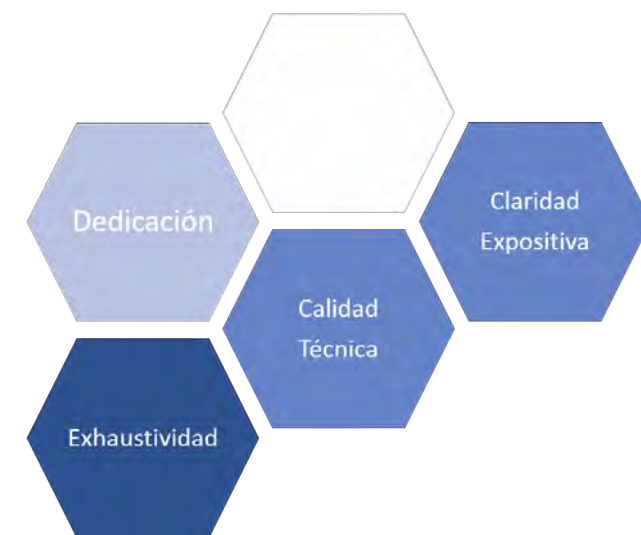 Dedicación
Claridad
Expositiva
Calidad
Técnica
Exhaustividad